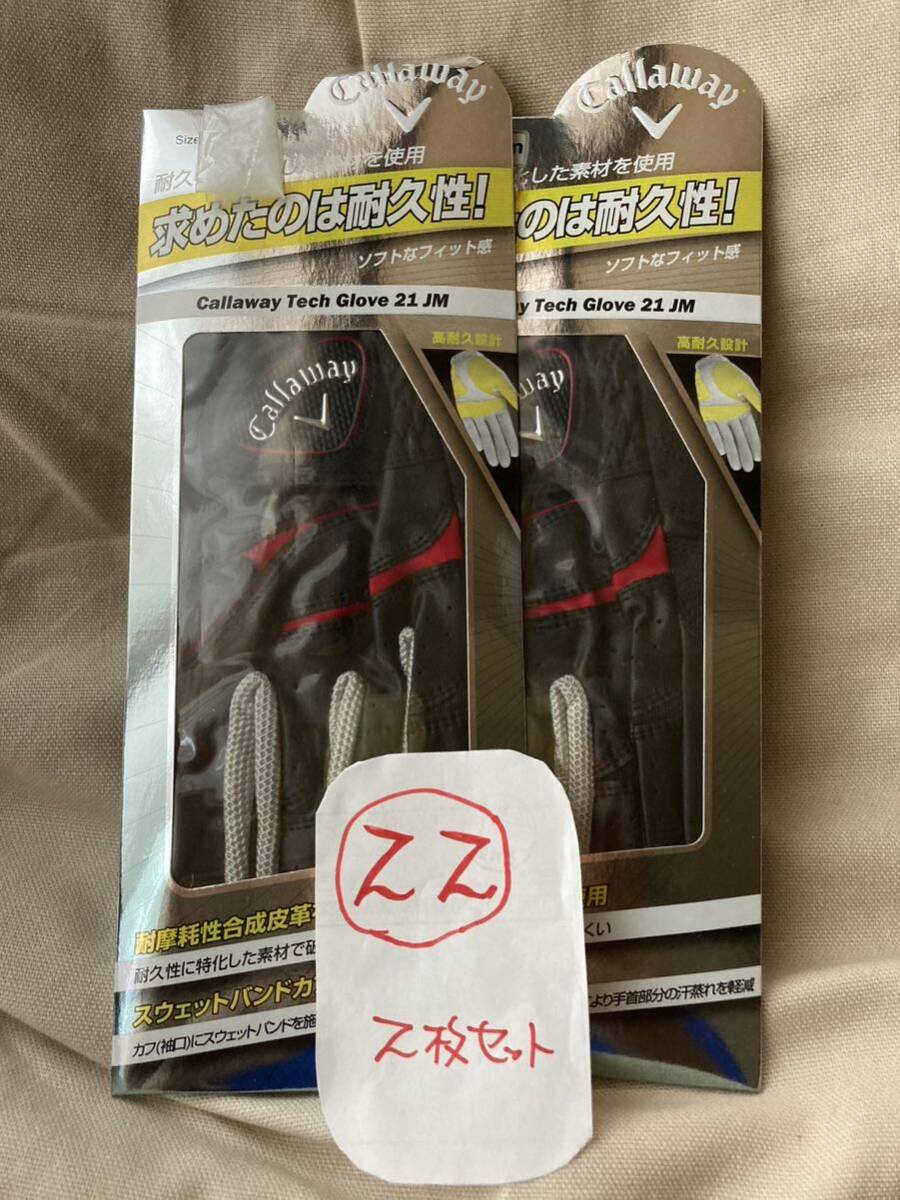 Callaway
Size
耐久
を使用
求めたのは耐久性!
ソフトなフィット感
Callaway Tech Glove 21 JM
高耐久設計
Callaway
耐摩耗性合成皮革
耐久性に特化した素材で
スウェットバンドカ
カフ(袖口)にスウェットバンドを施
Callaway
した素材を使用
のは耐久性!
ソフトなフィット感
y Tech Glove 21 JM
高耐久設計
way
用
くい
より手首部分の汗蒸れを軽減
22
2枚セット